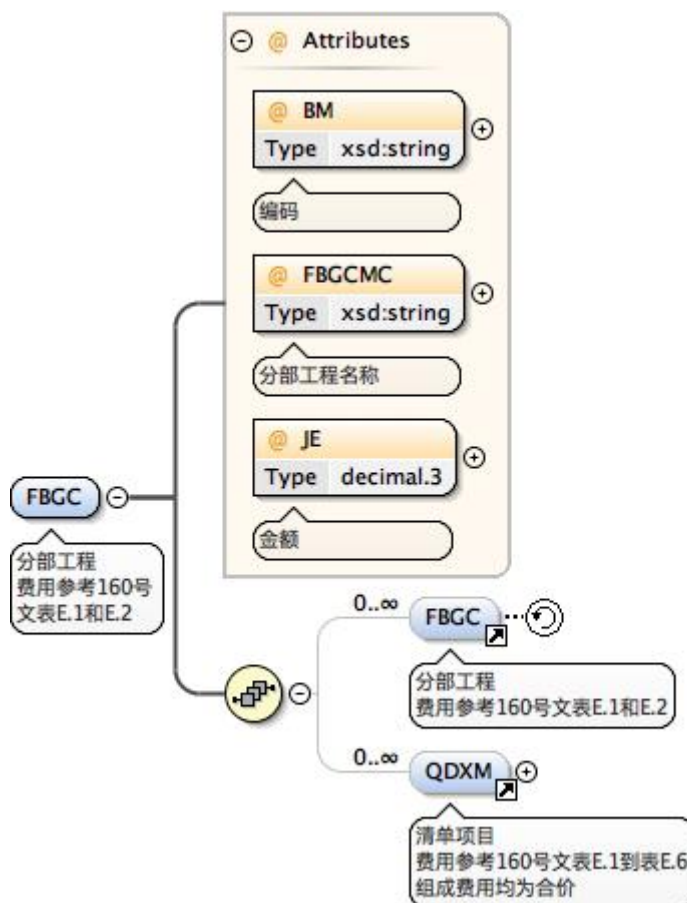 @ Attributes
@ BM
Type xsd:string
编码
@ FBGCMC
Type xsd:string
分部工程名称
@ JE
Type decimal.3
金额
FBGC
分部工程
费用参考160号
文表E.1和E.2
0..∞
FBGC
分部工程
费用参考160号文表E.1和E.2
0..∞
QDXM
清单项目
费用参考160号文表E.1到表E.6
组成费用均为合价